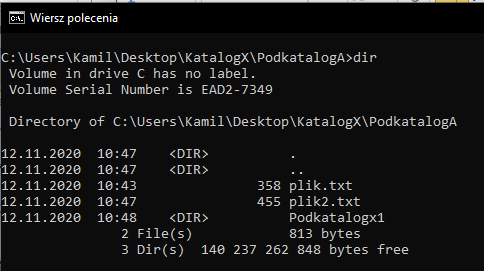 Wiersz polecenia
C:\Users\Kamil\Desktop\KatalogX\PodkatalogA>dir
 Volume in drive C has no label.
 Volume Serial Number is EAD2-7349

 Directory of C:\Users\Kamil\Desktop\KatalogX\PodkatalogA

12.11.2020  10:47    <DIR>          .
12.11.2020  10:47    <DIR>          ..
12.11.2020  10:43               358 plik.txt
12.11.2020  10:47               455 plik2.txt
12.11.2020  10:48    <DIR>          Podkatalogx1
               2 File(s)            813 bytes
               3 Dir(s)  140 237 262 848 bytes free